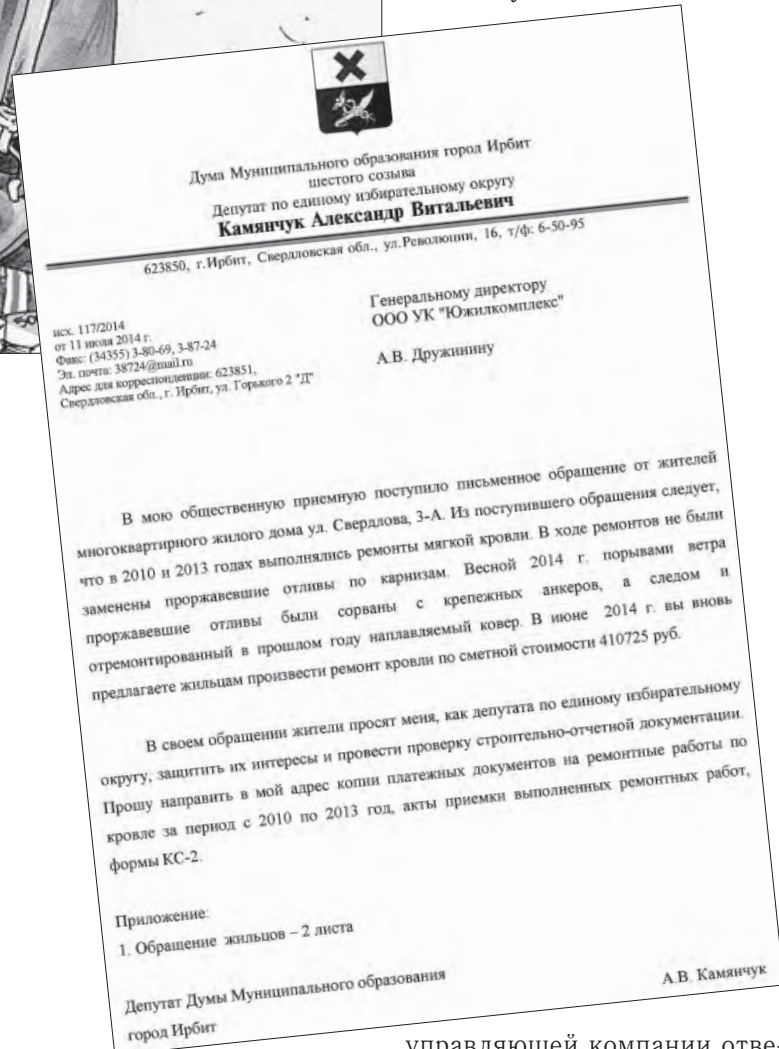 Дума Муниципального образования город Ирбит
шестого созыва
Депутат по единому избирательному округу
Камянчук Александр Витальевич
623850, г.Ирбит, Свердловская обл., ул.Революции, 16, т/ф: 6-50-95
исх. 117/2014
от 11 июля 2014 г.
Факс: (34355) 3-80-69, 3-87-24
Эл. почта: 38724@mail.ru
Адрес для корреспонденции: 623851,
Свердловская обл., г. Ирбит, ул. Горького 2 "Д"
Генеральному директору
ООО УК "Южилкомплекс"
А.В. Дружинину
В мою общественную приемную поступило письменное обращение от жителей
многоквартирного жилого дома ул. Свердлова, 3-А. Из поступившего обращения следует,
что в 2010 и 2013 годах выполнялись ремонты мягкой кровли. В ходе ремонтов не были
заменены проржавевшие отливы по карнизам. Весной 2014 г. порывами ветра
проржавевшие отливы были сорваны с крепежных анкеров, а следом и
отремонтированный в прошлом году наплавляемый ковер. В июне 2014 г. вы вновь
предлагаете жильцам произвести ремонт кровли по сметной стоимости 410725 руб.
В своем обращении жители просят меня, как депутата по единому избирательному
округу, защитить их интересы и провести проверку строительно-отчетной документации.
Прошу направить в мой адрес копии платежных документов на ремонтные работы по
кровле за период с 2010 по 2013 год, акты приемки выполненных ремонтных работ,
формы КС-2.
Приложение:
1. Обращение жильцов – 2 листа
Депутат Думы Муниципального образования
город Ирбит
А.В. Камянчук
управляющей компании отве-